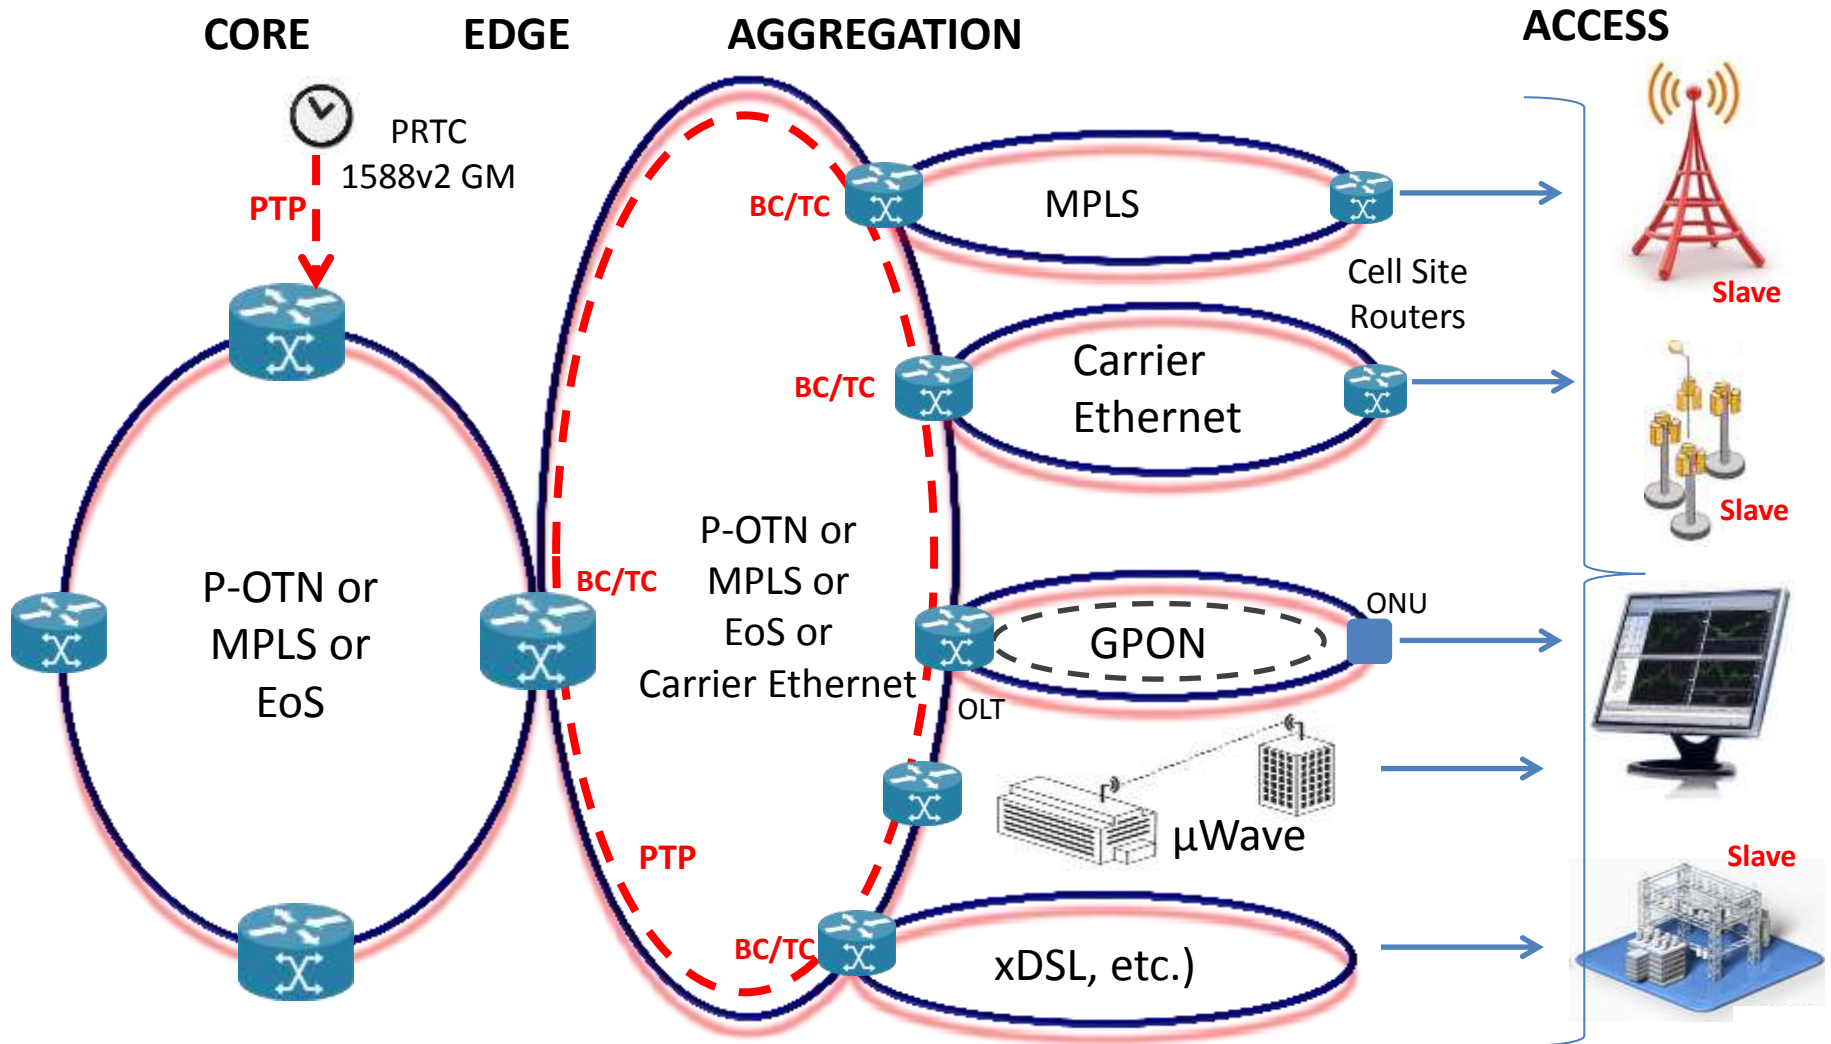 CORE
EDGE
AGGREGATION
ACCESS
PRTC
1588v2 GM
PTP
BC/TC
MPLS
Cell Site
Routers
Slave
BC/TC
Carrier
Ethernet
Slave
P-OTN or
MPLS or
EoS
BC/TC
P-OTN or
MPLS or
EoS or
Carrier Ethernet
GPON
ONU
OLT
µWave
PTP
Slave
BC/TC
xDSL, etc.)